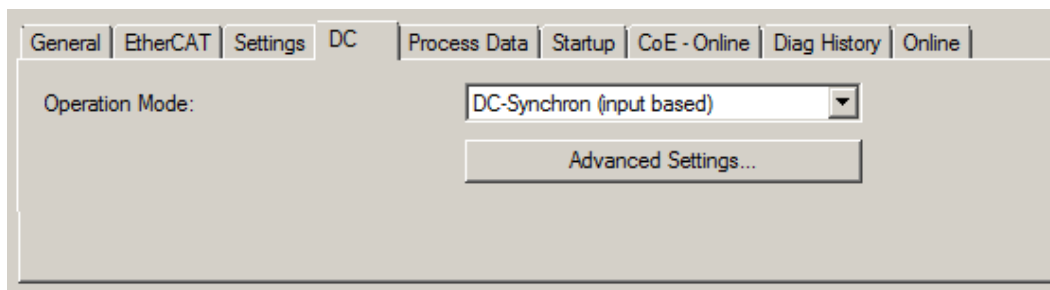 General EtherCAT Settings DC Process Data Startup CoE - Online Diag History Online
Operation Mode: DC-Synchron (input based)
Advanced Settings...